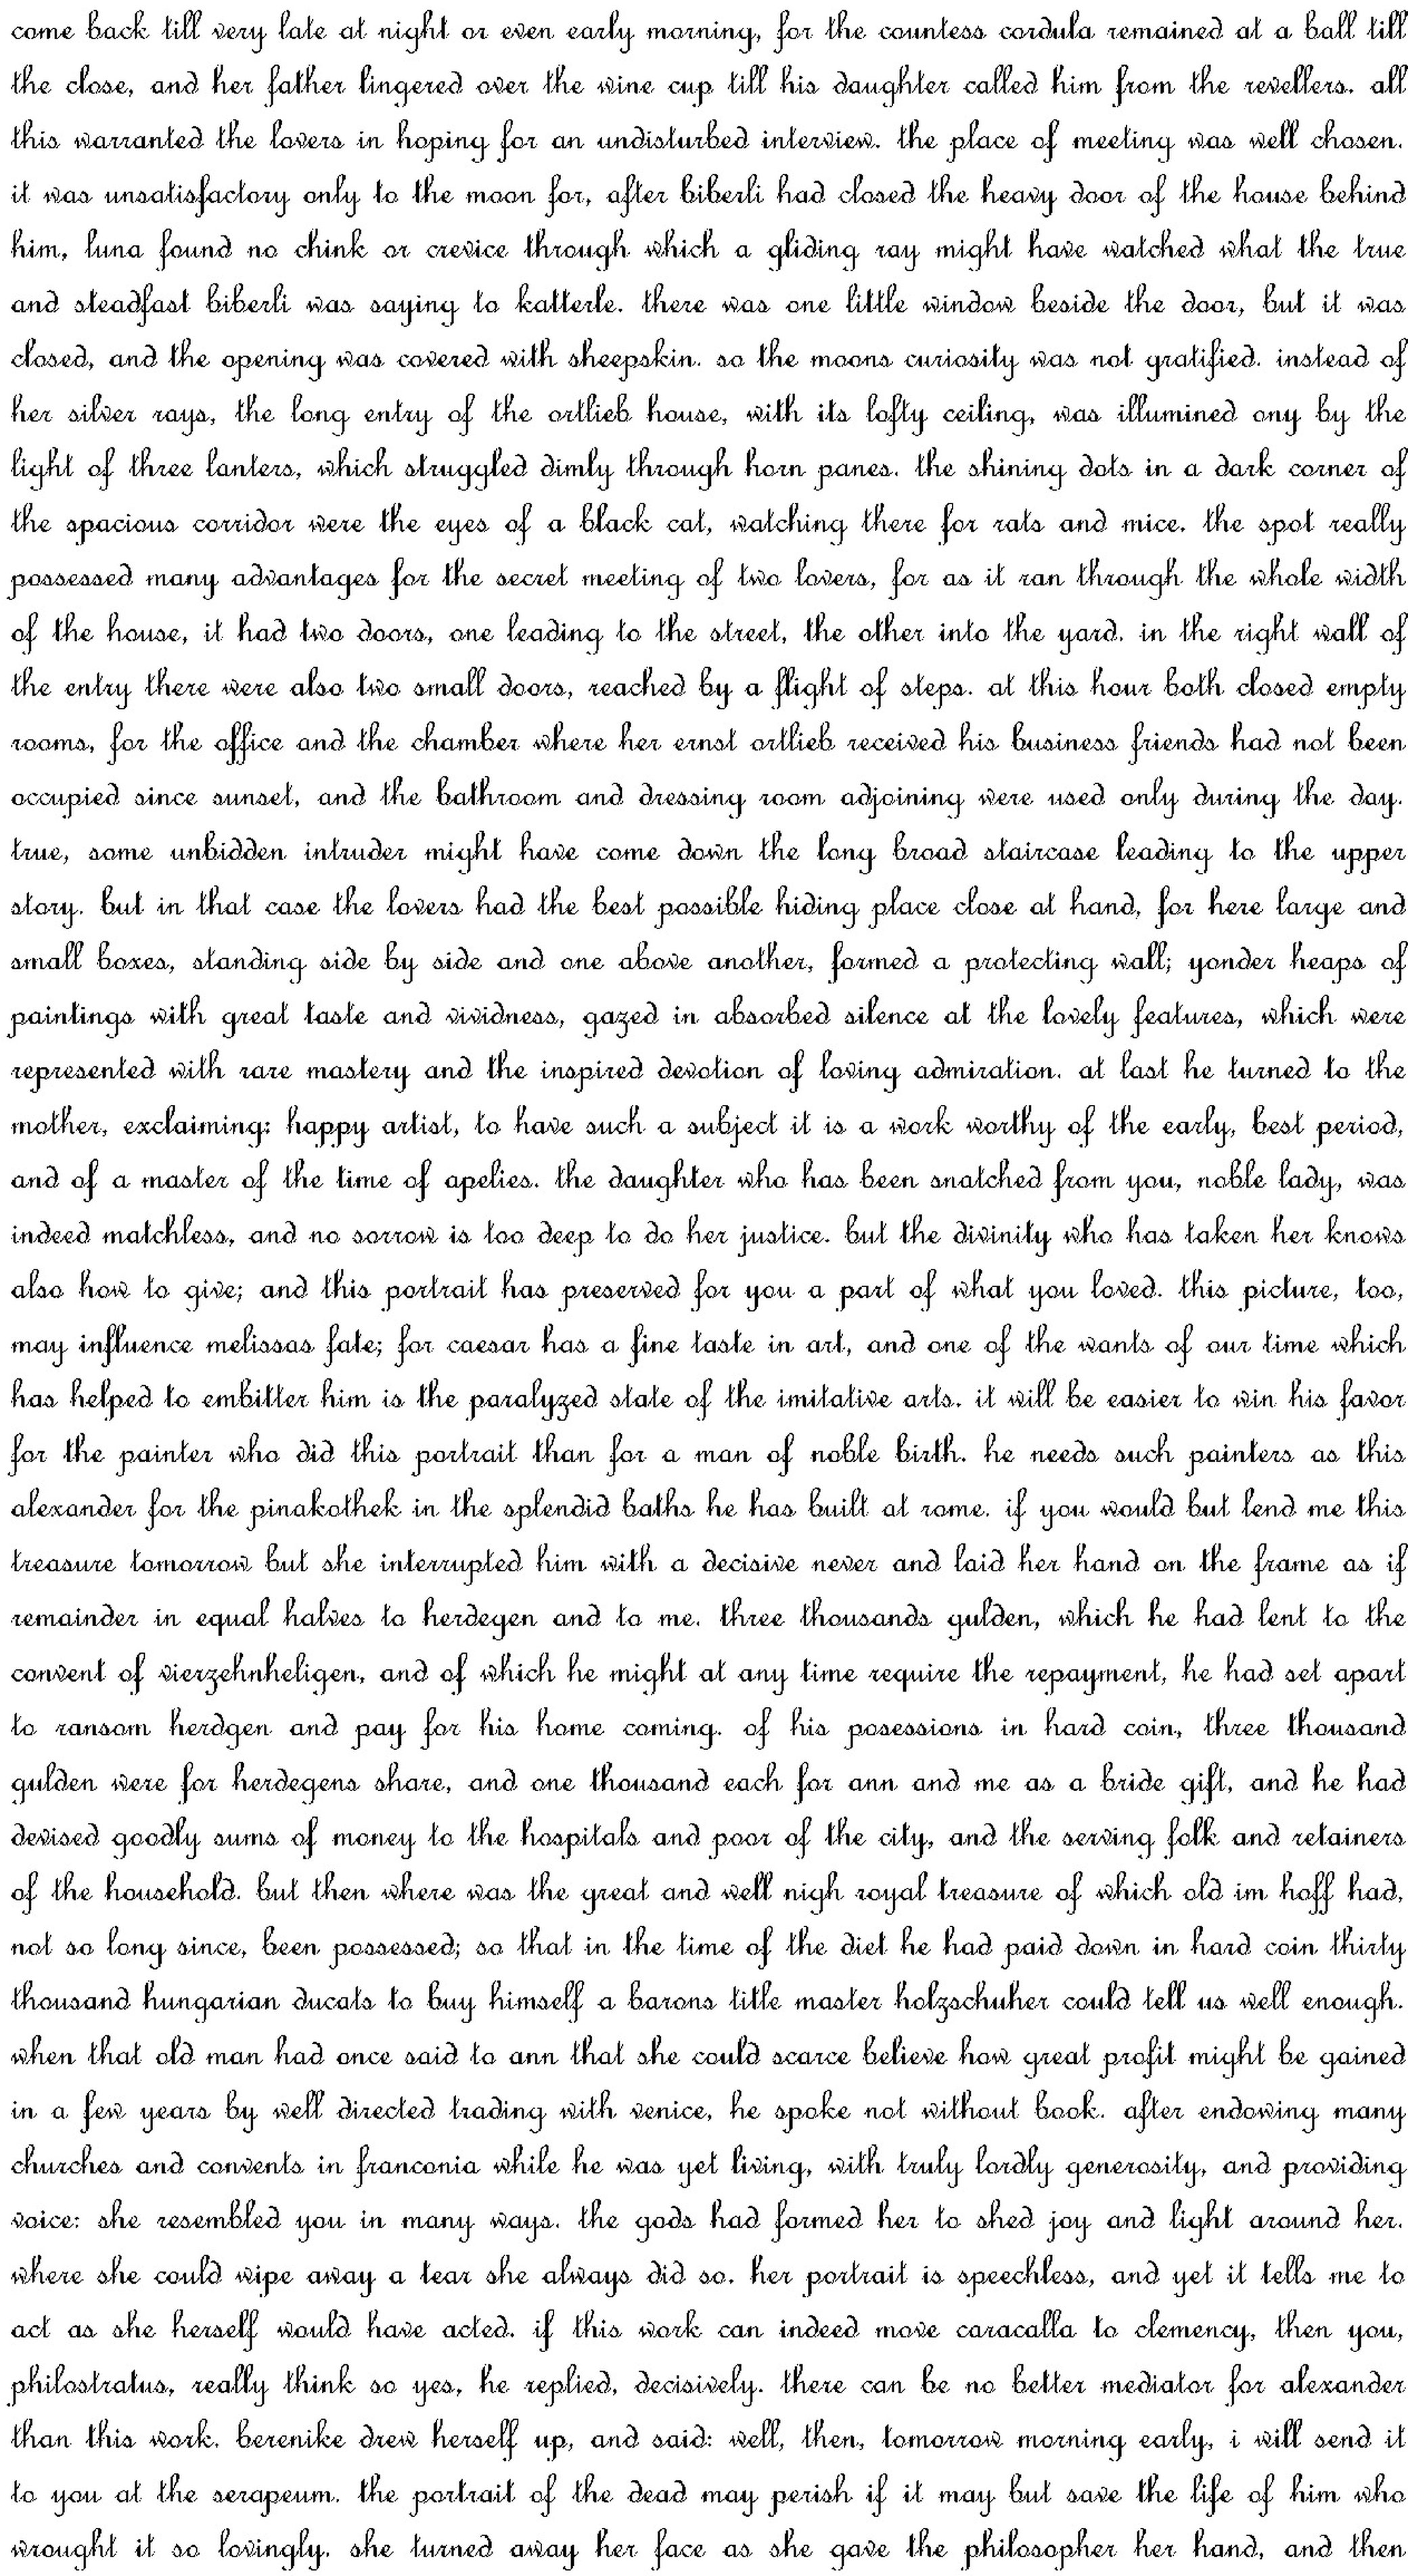 come back till very late at night or even early morning, for the countess cordula remained at a ball till
the close, and her father lingered over the wine cup till his daughter called him from the revellers. all
this warranted the lovers in hoping for an undisturbed interview. the place of meeting was well chosen.
it was unsatisfactory only to the moon for, after biberli had closed the heavy door of the house behind
him, luna found no chink or crevice through which a gliding ray might have watched what the true
and steadfast biberli was saying to katterle. there was one little window beside the door, but it was
closed, and the opening was covered with sheepskin. so the moons curiosity was not gratified. instead of
her silver rays, the long entry of the ortlieb house, with its lofty ceiling, was illumined ony by the
light of three lanters, which struggled dimly through horn panes. the shining dots in a dark corner of
the spacious corridor were the eyes of a black cat, watching there for rats and mice. the spot really
possessed many advantages for the secret meeting of two lovers, for as it ran through the whole width
of the house, it had two doors, one leading to the street, the other into the yard. in the right wall of
the entry there were also two small doors, reached by a flight of steps. at this hour both closed empty
rooms, for the office and the chamber where her ernst ortlieb received his business friends had not been
occupied since sunset, and the bathroom and dressing room adjoining were used only during the day.
true, some unbidden intruder might have come down the long broad staircase leading to the upper
story. but in that case the lovers had the best possible hiding place close at hand, for here large and
small boxes, standing side by side and one above another, formed a protecting wall; yonder heaps of
paintings with great taste and vividness, gazed in absorbed silence at the lovely features, which were
represented with rare mastery and the inspired devotion of loving admiration. at last he turned to the
mother, exclaiming: happy artist, to have such a subject it is a work worthy of the early, best period,
and of a master of the time of apelies. the daughter who has been snatched from you, noble lady, was
indeed matchless, and no sorrow is too deep to do her justice. but the divinity who has taken her knows
also how to give; and this portrait has preserved for you a part of what you loved. this picture, too,
may influence melissas fate; for caesar has a fine taste in art, and one of the wants of our time which
has helped to embitter him is the paralyzed state of the imitative arts. it will be easier to win his favor
for the painter who did this portrait than for a man of noble birth. he needs such painters as this
alexander for the pinakothek in the splendid baths he has built at rome. if you would but lend me this
treasure tomorrow but she interrupted him with a decisive never and laid her hand on the frame as if
remainder in equal halves to herdegen and to me. three thousands gulden, which he had lent to the
convent of vierzehnheligen, and of which he might at any time require the repayment, he had set apart
to ransom herdgen and pay for his home coming. of his posessions in hard coin, three thousand
gulden were for herdegens share, and one thousand each for ann and me as a bride gift, and he had
devised goodly sums of money to the hospitals and poor of the city, and the serving folk and retainers
of the household. but then where was the great and well nigh royal treasure of which old im hoff had,
not so long since, been possessed; so that in the time of the diet he had paid down in hard coin thirty
thousand hungarian ducats to buy himself a barons title master holzschuher could tell us well enough.
when that old man had once said to ann that she could scarce believe how great profit might be gained
in a few years by well directed trading with venice, he spoke not without book. after endowing many
churches and convents in franconia while he was yet living, with truly lordly generosity, and providing
voice: she resembled you in many ways. the gods had formed her to shed joy and light around her.
where she could wipe away a tear she always did so. her portrait is speechless, and yet it tells me to
act as she herself would have acted. if this work can indeed move caracalla to clemency, then you,
philostratus, really think so yes, he replied, decisively. there can be no better mediator for alexander
than this work. berenike drew herself up, and said: well, then, tomorrow morning early, i will send it
to you at the serapeum. the portrait of the dead may perish if it may but save the life of him who
wrought it so lovingly. she turned away her face as she gave the philosopher her hand, and then